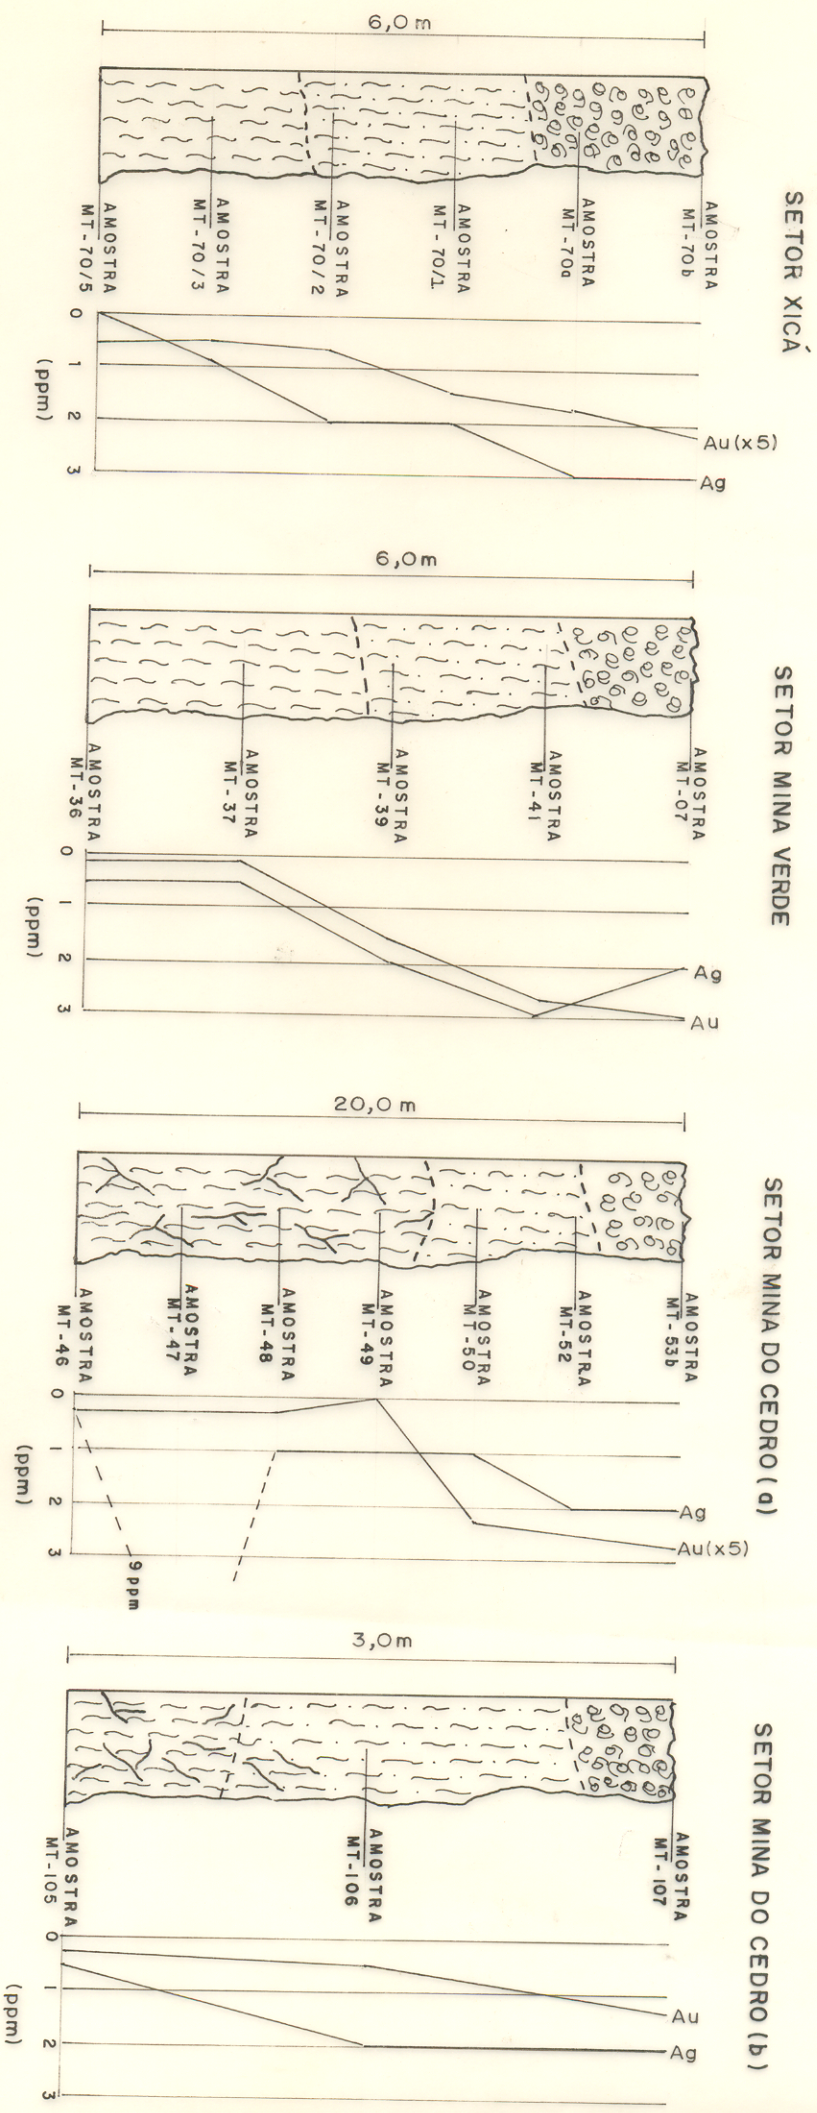 SETOR XICÁ
6,0m
AMOSTRA
MT-70b
AMOSTRA
MT-70a
AMOSTRA
MT-70/1
AMOSTRA
MT-70/2
AMOSTRA
MT-70/3
AMOSTRA
MT-70/5
0
1
2
3
(ppm)
Au(x5)
Ag
SETOR MINA VERDE
6,0m
AMOSTRA
MT-07
AMOSTRA
MT-41
AMOSTRA
MT-39
AMOSTRA
MT-37
AMOSTRA
MT-36
0
1
2
3
(ppm)
Ag
Au
SETOR MINA DO CEDRO(a)
20,0m
AMOSTRA
MT-53b
AMOSTRA
MT-52
AMOSTRA
MT-50
AMOSTRA
MT-49
AMOSTRA
MT-48
AMOSTRA
MT-47
AMOSTRA
MT-46
0
1
2
3
(ppm)
Ag
Au(x5)
9 ppm
SETOR MINA DO CEDRO(b)
3,0m
AMOSTRA
MT-107
AMOSTRA
MT-106
AMOSTRA
MT-105
0
1
2
3
(ppm)
Au
Ag